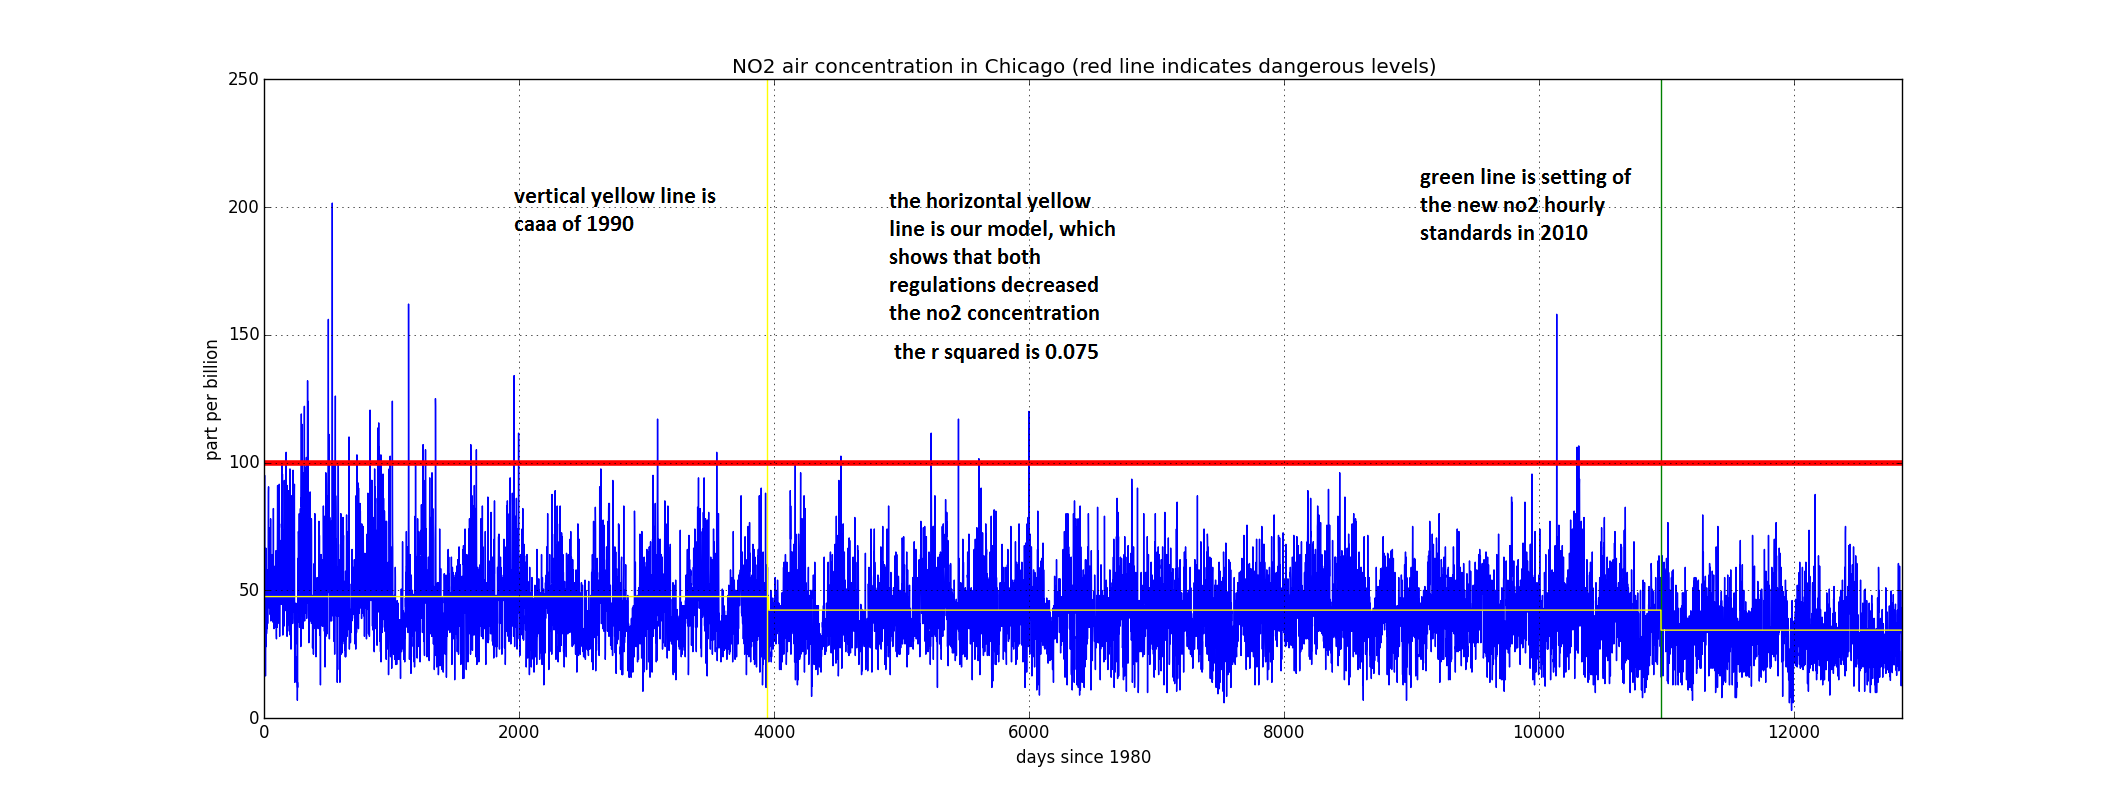 NO2 air concentration in Chicago (red line indicates dangerous levels)
250
200
150
100
50
0
part per billion
vertical yellow line is
caaa of 1990
the horizontal yellow
line is our model, which
shows that both
regulations decreased
the no2 concentration
the r squared is 0.075
green line is setting of
the new no2 hourly
standards in 2010
0
2000
4000
6000
8000
10000
12000
days since 1980